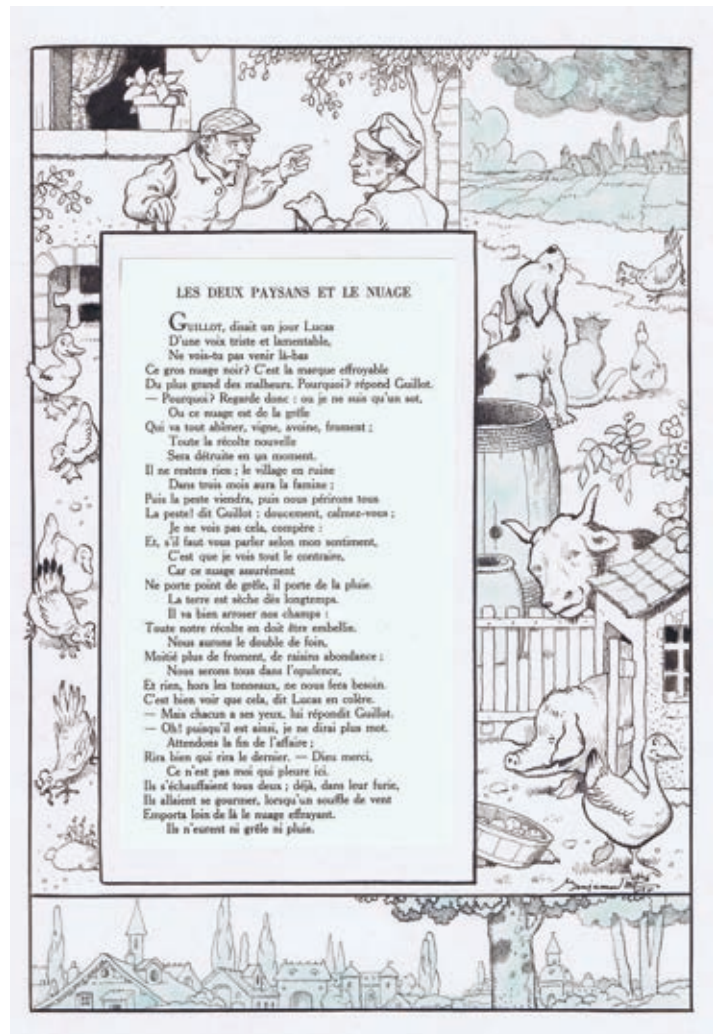 LES DEUX PAYSANS ET LE NUAGE
GUILLOT, disait un jour Lucas
D'une voix triste et lamentable,
Ne vois-tu pas venir là-bas
Ce gros nuage noir? C'est la marque effroyable
Du plus grand des malheurs. Pourquoi? répond Guillot.
— Pourquoi? Regarde donc : ou je ne suis qu'un sot,
Ou ce nuage est de la grêle
Qui va tout abîmer, vigne, avoine, froment ;
Toute la récolte nouvelle
Sera détruite en un moment.
Il ne restera rien ; le village en ruine
Dans trois mois aura la famine ;
Puis la peste viendra, puis nous périrons tous
La peste! dit Guillot : doucement, calmez-vous ;
Je ne vois pas cela, compère :
Et, s'il faut vous parler selon mon sentiment,
C'est que je vois tout le contraire,
Car ce nuage assurément
Ne porte point de grêle, il porte de la pluie.
La terre est sèche dès longtemps.
Il va bien arroser nos champs :
Toute notre récolte en doit être embellie.
Nous aurons le double de foin,
Moitié plus de froment, de raisins abondance ;
Nous serons tous dans l'opulence,
Et rien, hors les tonneaux, ne nous fera besoin.
C'est bien voir que cela, dit Lucas en colère.
— Mais chacun a ses yeux, lui répondit Guillot.
— Oh! puisqu'il est ainsi, je ne dirai plus mot.
Attendons la fin de l'affaire ;
Rira bien qui rira le dernier. — Dieu merci,
Ce n'est pas moi qui pleure ici.
Ils s'échauffaient tous deux ; déjà, dans leur furie,
Ils allaient se gourmer, lorsqu'un souffle de vent
Emporta loin de là le nuage effrayant.
Ils n'eurent ni grêle ni pluie.